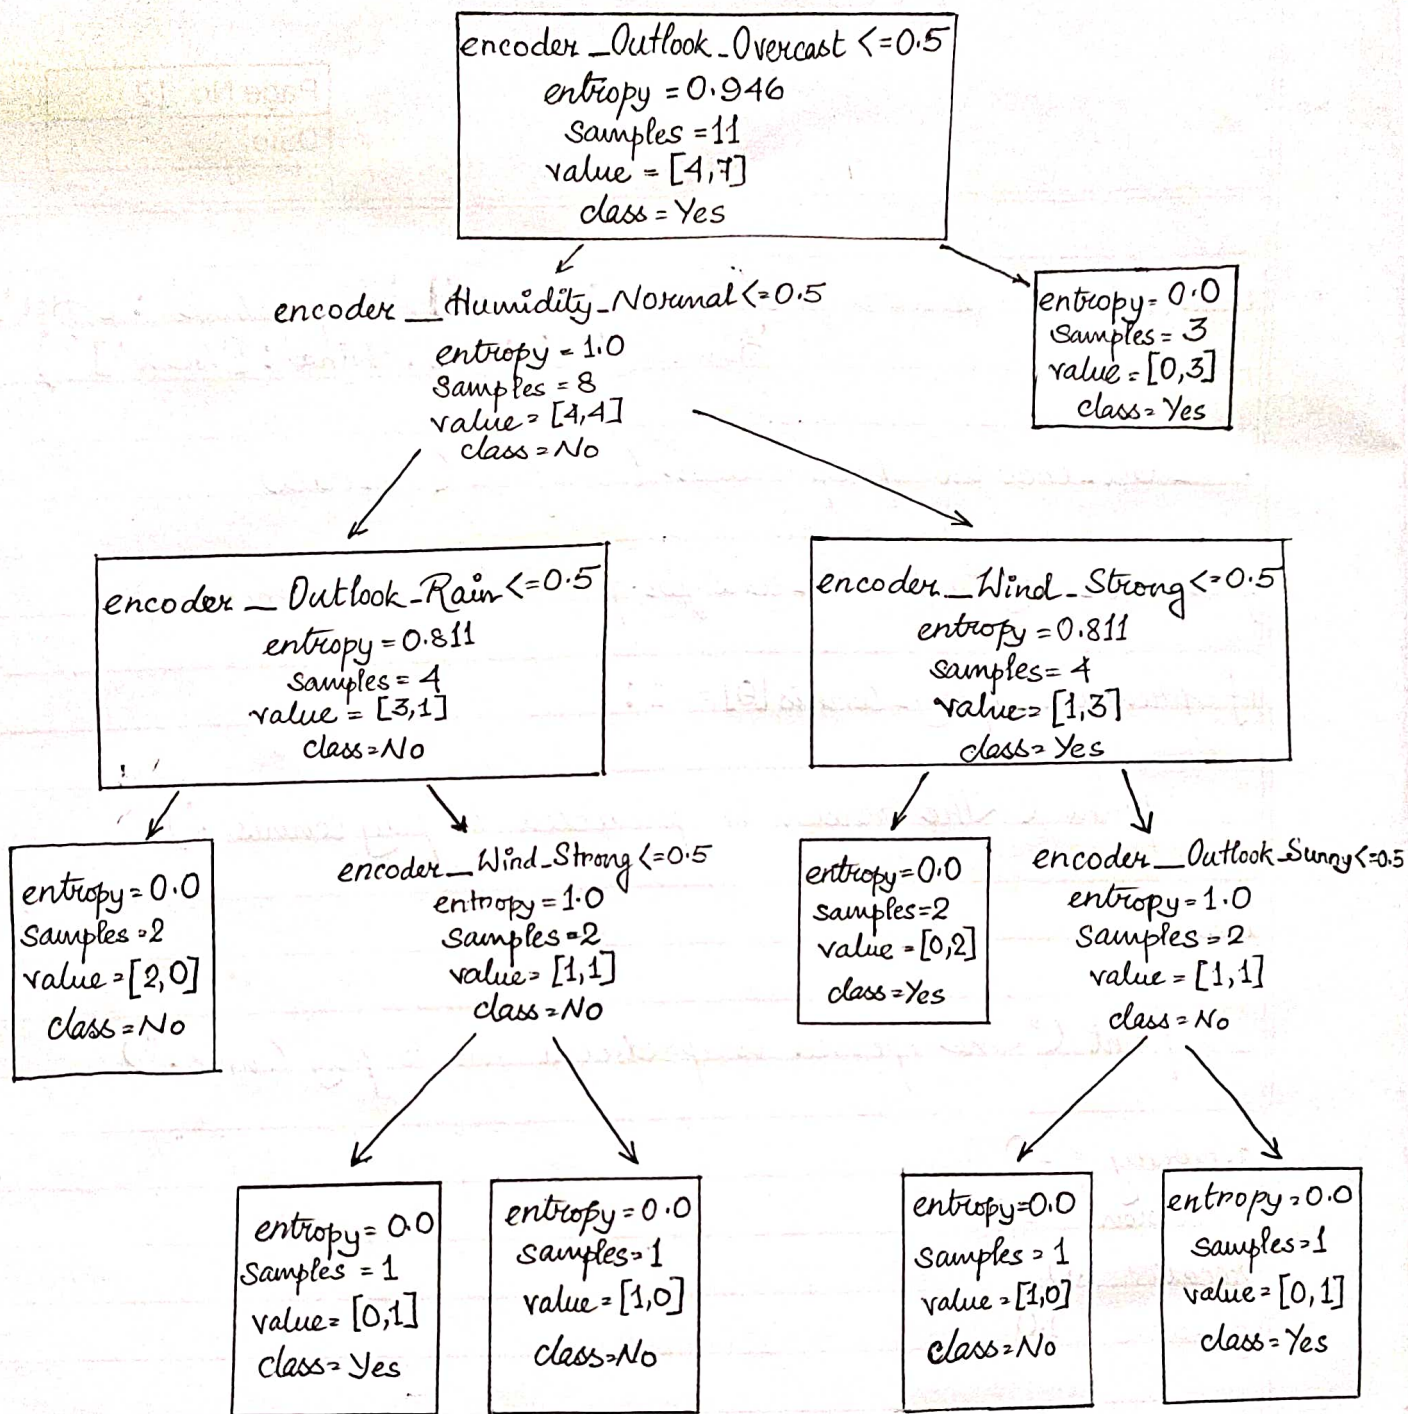 encoder_Outlook_Overcast <=0.5
entropy = 0.946
samples = 11
value = [4,7]
class = Yes
encoder__Humidity_Normal <= 0.5
entropy = 1.0
samples = 8
value = [4,4]
class = No
entropy = 0.0
samples = 3
value = [0,3]
class = Yes
encoder__Outlook_Rain <= 0.5
entropy = 0.811
samples = 4
value = [3,1]
class = No
encoder__Wind_Strong <= 0.5
entropy = 0.811
samples = 4
value = [1,3]
class = Yes
entropy = 0.0
samples = 2
value = [2,0]
class = No
encoder__Wind_Strong <= 0.5
entropy = 1.0
samples = 2
value = [1,1]
class = No
entropy = 0.0
samples = 2
value = [0,2]
class = Yes
encoder__Outlook_Sunny <= 0.5
entropy = 1.0
samples = 2
value = [1,1]
class = No
entropy = 0.0
samples = 1
value = [0,1]
class = Yes
entropy = 0.0
samples = 1
value = [1,0]
class = No
entropy = 0.0
samples = 1
value = [1,0]
class = No
entropy = 0.0
samples = 1
value = [0,1]
class = Yes